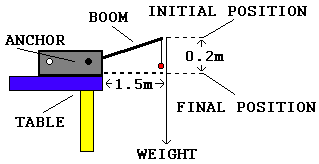 BOOM
INITIAL POSITION
ANCHOR
0.2m
1.5m
TABLE
FINAL POSITION
WEIGHT